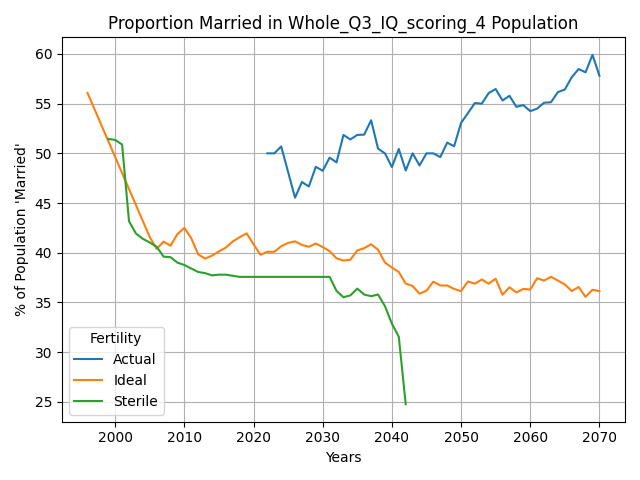 Proportion Married in Whole_Q3_IQ_scoring_4 Population
% of Population 'Married'
60
55
50
45
40
35
30
25
Fertility
Actual
Ideal
Sterile
2000 2010 2020 2030 2040 2050 2060 2070
Years